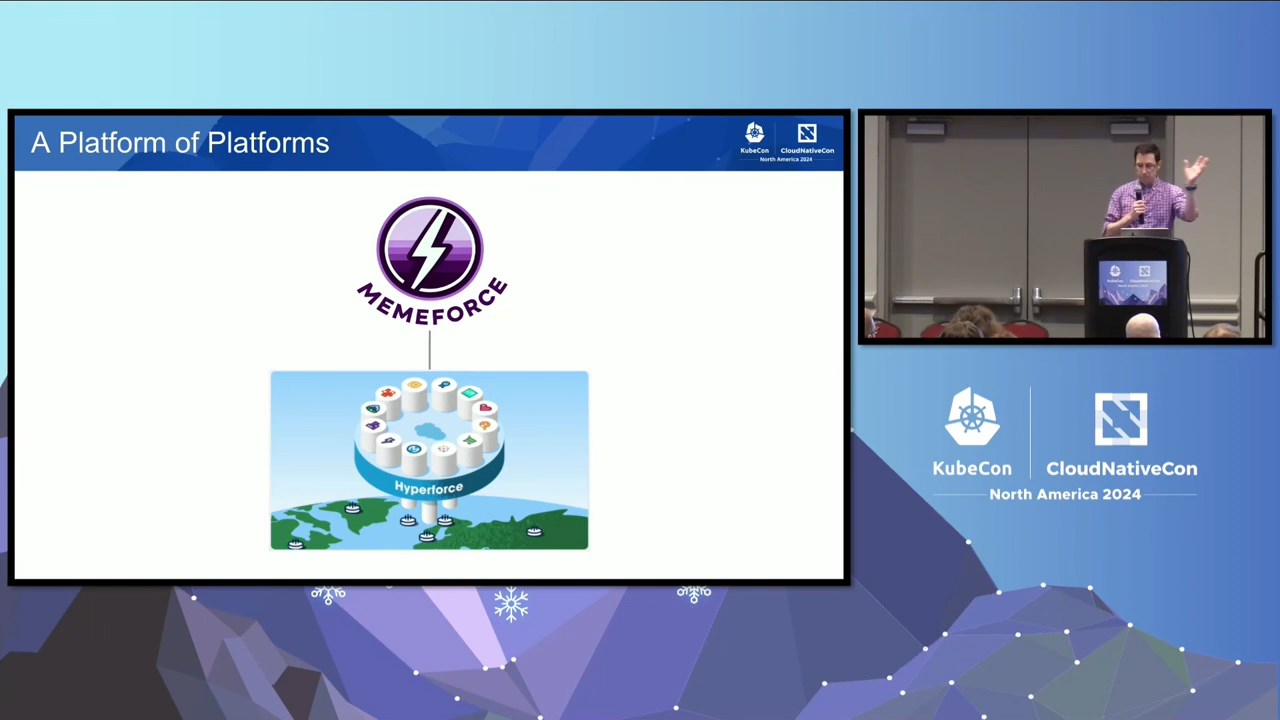 A Platform of Platforms
KubeCon
CloudNativeCon
North America 2024
MEMEFORCE
Hyperforce
KubeCon
CloudNativeCon
North America 2024